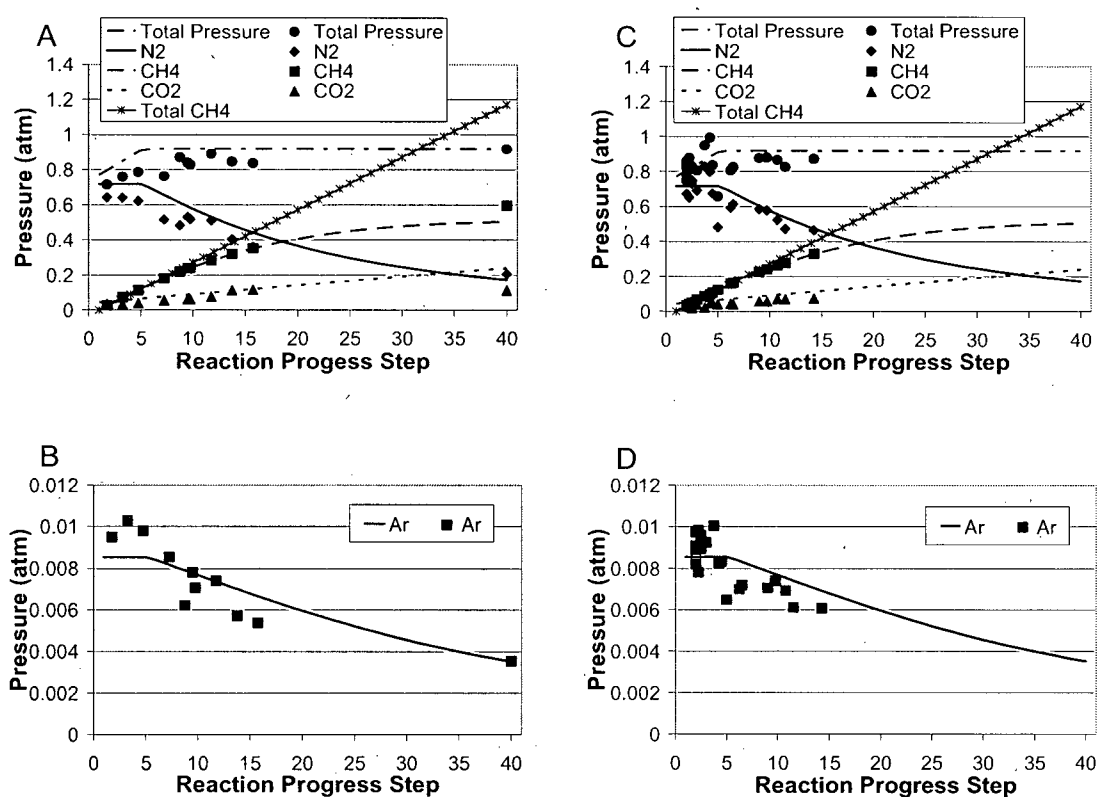 A
Total Pressure
Total Pressure
N2
N2
CH4
CH4
CO2
CO2
Total CH4
Pressure (atm)
1.4
1.2
1
0.8
0.6
0.4
0.2
0
0 5 10 15 20 25 30 35 40
Reaction Progess Step
C
Total Pressure
Total Pressure
N2
N2
CH4
CH4
CO2
CO2
Total CH4
Pressure (atm)
1.4
1.2
1
0.8
0.6
0.4
0.2
0
0 5 10 15 20 25 30 35 40
Reaction Progress Step
B
Ar Ar
Pressure (atm)
0.012
0.01
0.008
0.006
0.004
0.002
0
0 5 10 15 20 25 30 35 40
Reaction Progress Step
D
Ar Ar
Pressure (atm)
0.012
0.01
0.008
0.006
0.004
0.002
0
0 5 10 15 20 25 30 35 40
Reaction Progress Step